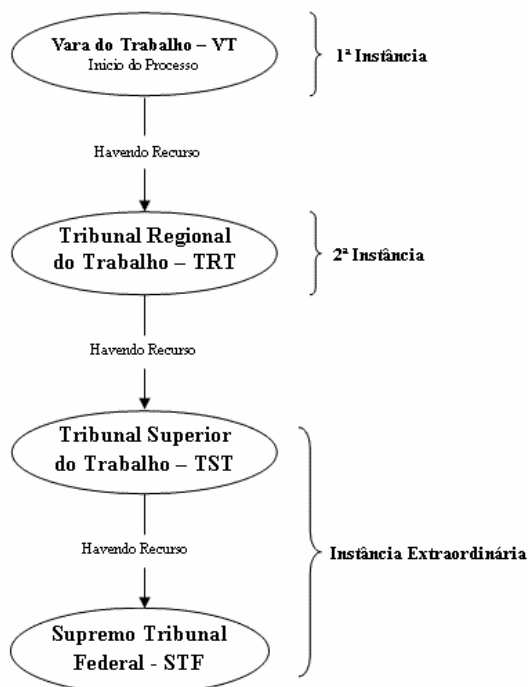 Vara do Trabalho – VT
Inicio do Processo
1ª Instância
Havendo Recurso
Tribunal Regional
do Trabalho – TRT
2ª Instância
Havendo Recurso
Tribunal Superior
do Trabalho – TST
Havendo Recurso
Instância Extraordinária
Supremo Tribunal
Federal - STF